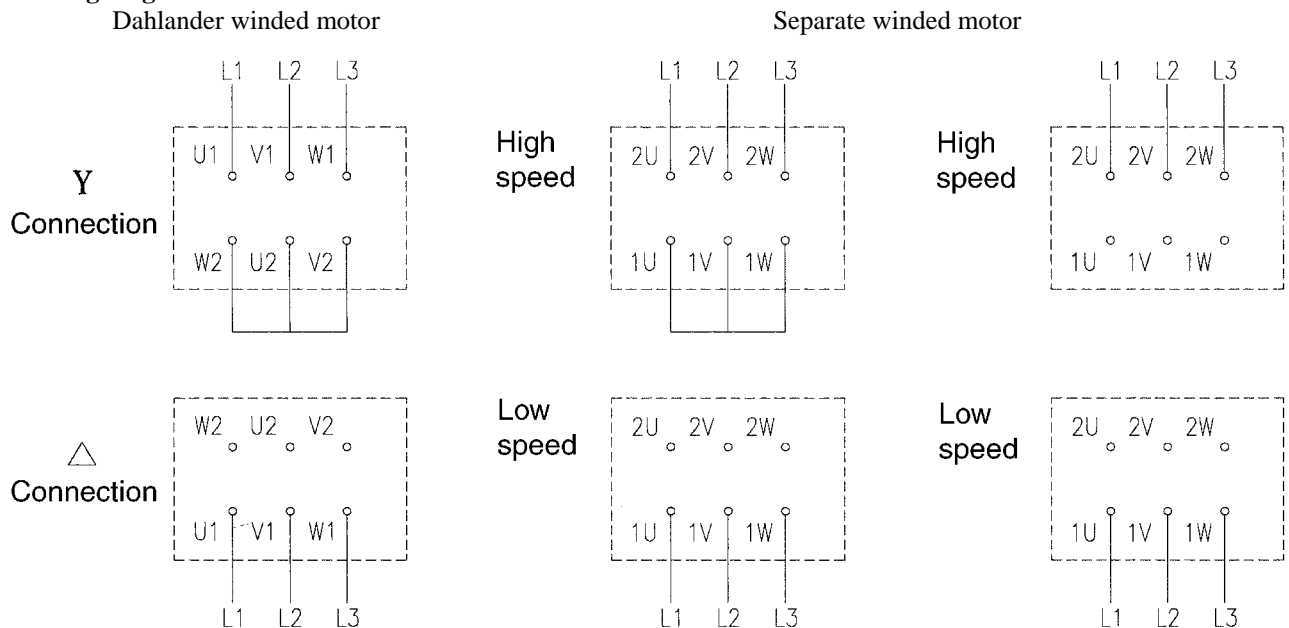 Dahlander winded motor
Separate winded motor
L1 L2 L3
U1 V1 W1
Y
Connection
W2 U2 V2
L1 L2 L3
High
speed
2U 2V 2W
1U 1V 1W
L1 L2 L3
High
speed
2U 2V 2W
1U 1V 1W
W2 U2 V2
△
Connection
U1 V1 W1
L1 L2 L3
Low
speed
2U 2V 2W
1U 1V 1W
L1 L2 L3
Low
speed
2U 2V 2W
1U 1V 1W
L1 L2 L3